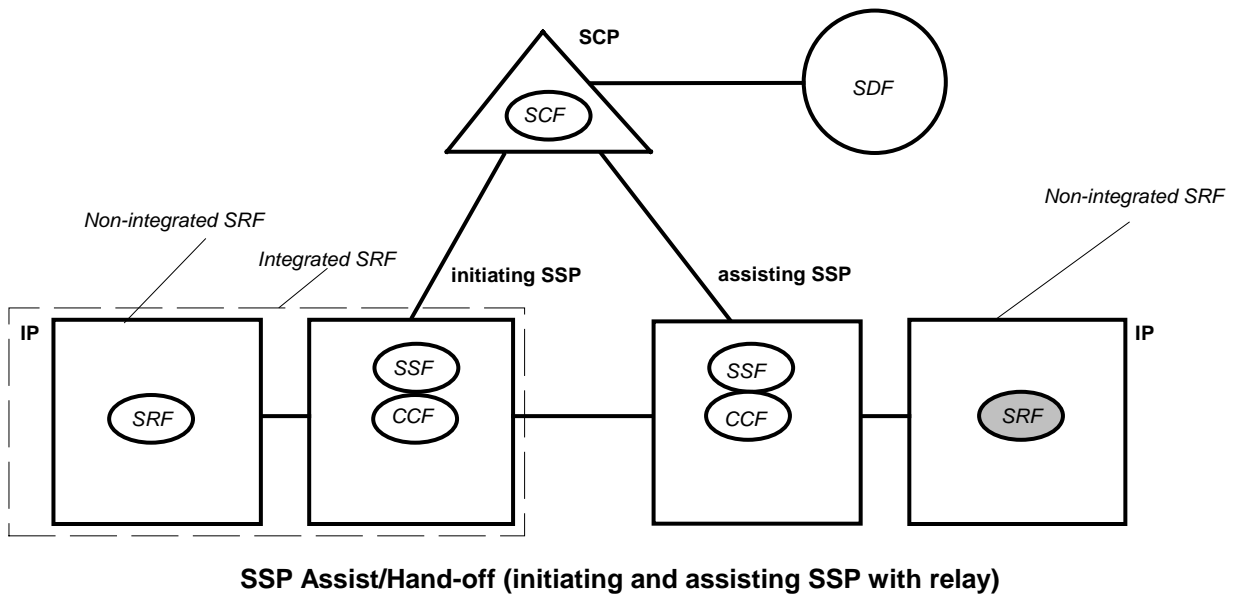 SCP
SCF
SDF
Non-integrated SRF
Integrated SRF
Non-integrated SRF
initiating SSP
assisting SSP
IP
SRF
SSF
CCF
SSF
CCF
SRF
IP
SSP Assist/Hand-off (initiating and assisting SSP with relay)